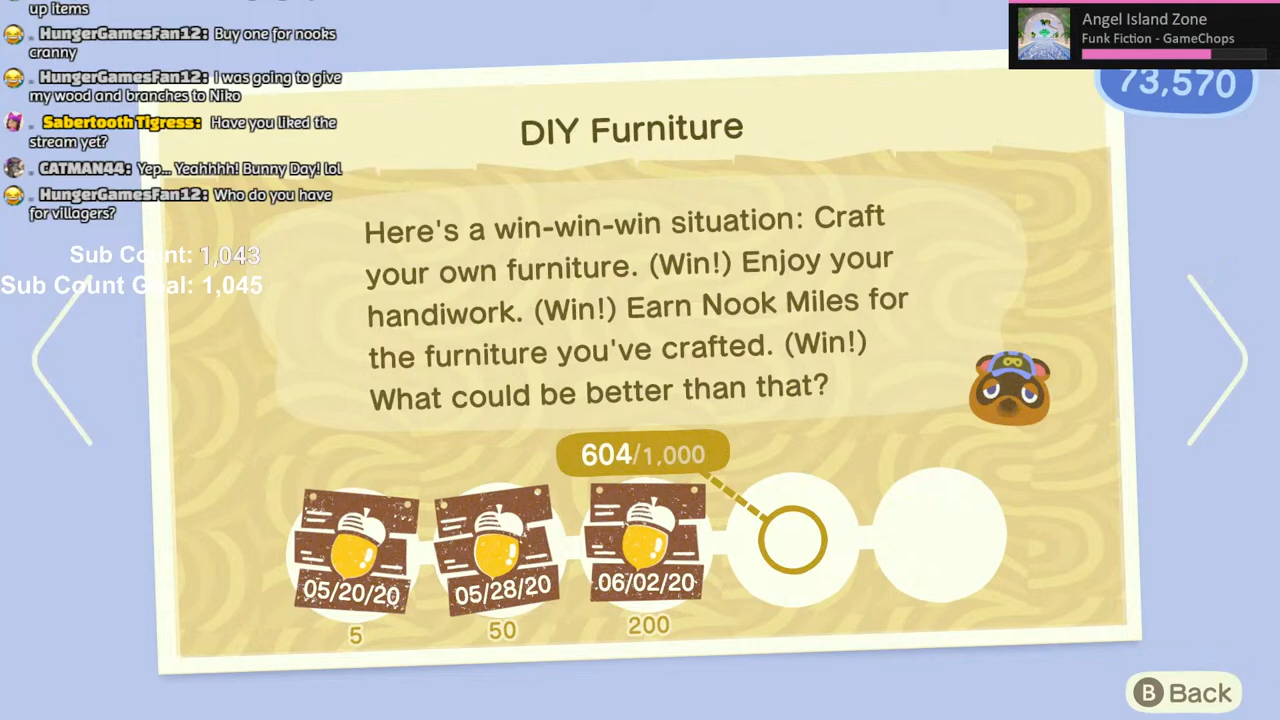 up items
HungerGamesFan12: Buy one for nooks
cranny
HungerGamesFan12: I was going to give
my wood and branches to Niko
SabertoothTigress: Have you liked the
stream yet?
CATMAN44: Yep... Yeahhhh! Bunny Day! lol
HungerGamesFan12: Who do you have
for villagers?
Sub Count: 1,043
Sub Count Goal: 1,045
Angel Island Zone
Funk Fiction - GameChops
73,570
DIY Furniture
Here's a win-win-win situation: Craft
your own furniture. (Win!) Enjoy your
handiwork. (Win!) Earn Nook Miles for
the furniture you've crafted. (Win!)
What could be better than that?
604/1,000
05/20/20
05/28/20
06/02/20
5
50
200
B Back